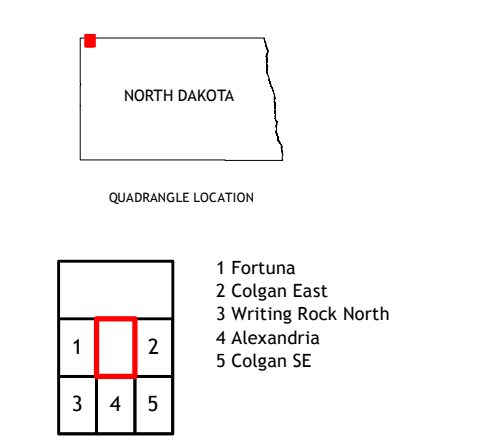 NORTH DAKOTA
QUADRANGLE LOCATION
1 Fortuna
2 Colgan East
3 Writing Rock North
4 Alexandria
5 Colgan SE
1 2
3 4 5